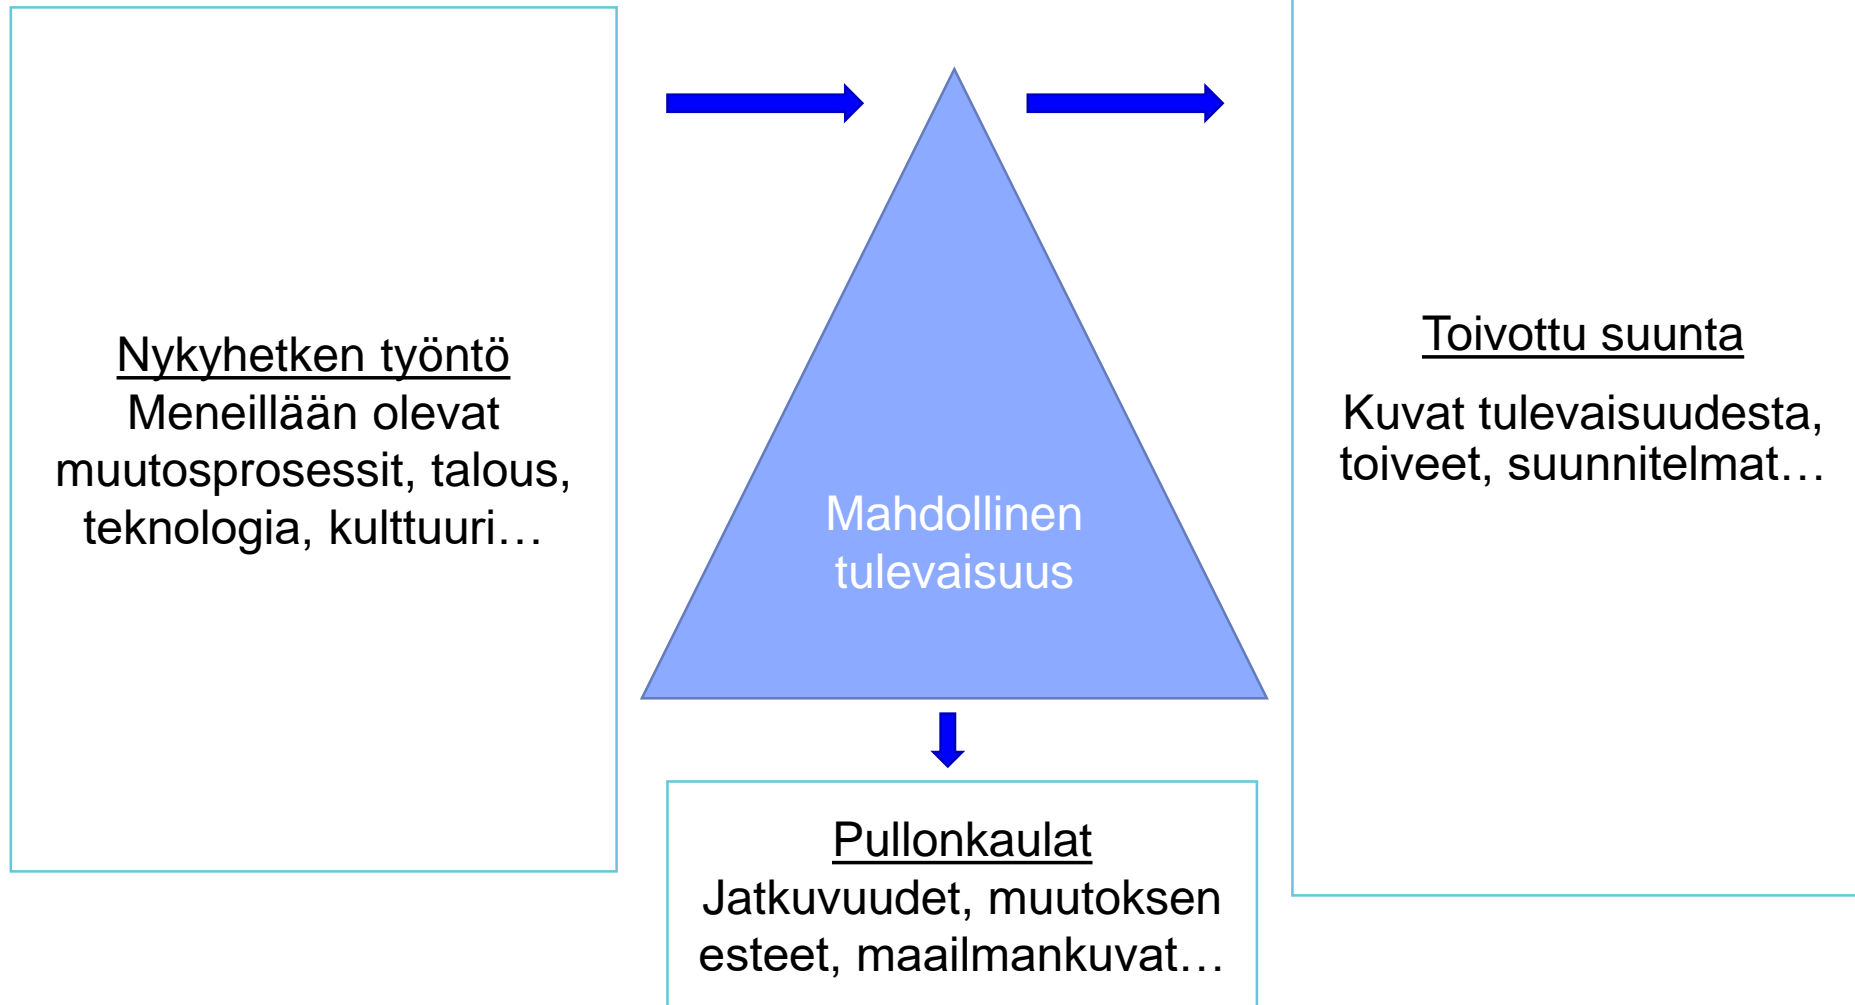 Nykyhetken työntö
Meneillään olevat
muutosprosessit, talous,
teknologia, kulttuuri…
Mahdollinen
tulevaisuus
Toivottu suunta
Kuvat tulevaisuudesta,
toiveet, suunnitelmat…
Pullonkaulat
Jatkuvuudet, muutoksen
esteet, maailmankuvat…